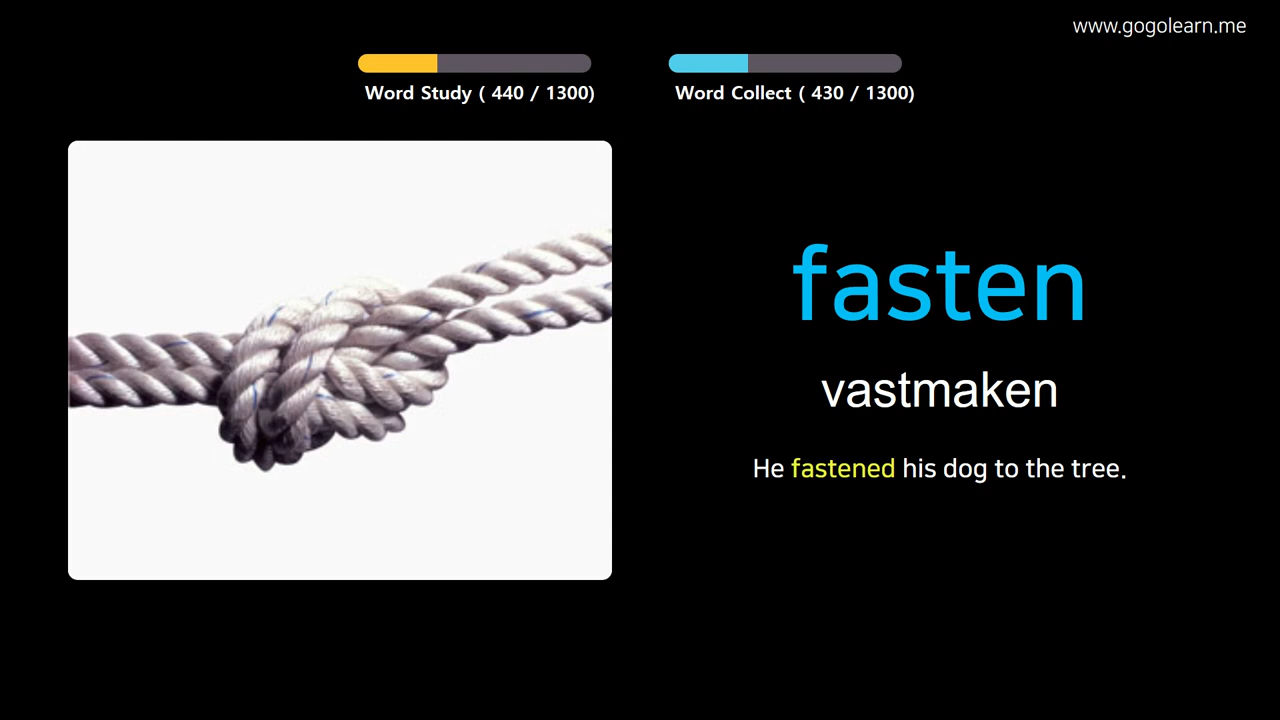 www.gogolearn.me
Word Study ( 440 / 1300)
Word Collect ( 430 / 1300)
fasten
vastmaken
He fastened his dog to the tree.